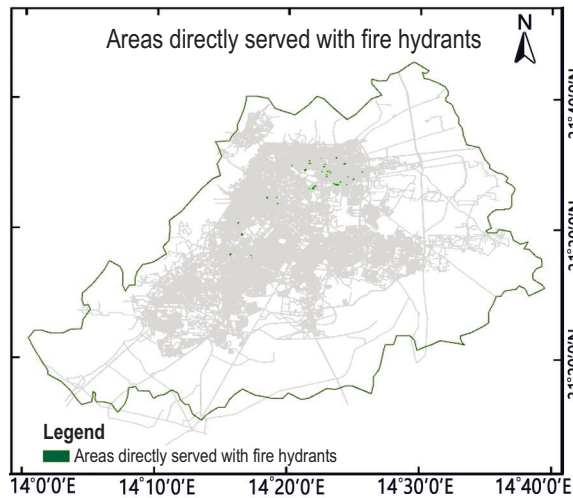 Areas directly served with fire hydrants
N
Legend
Areas directly served with fire hydrants
14°0'0'E
14°10'0'E
14°20'0'E
14°30'0'E
14°40'0'E